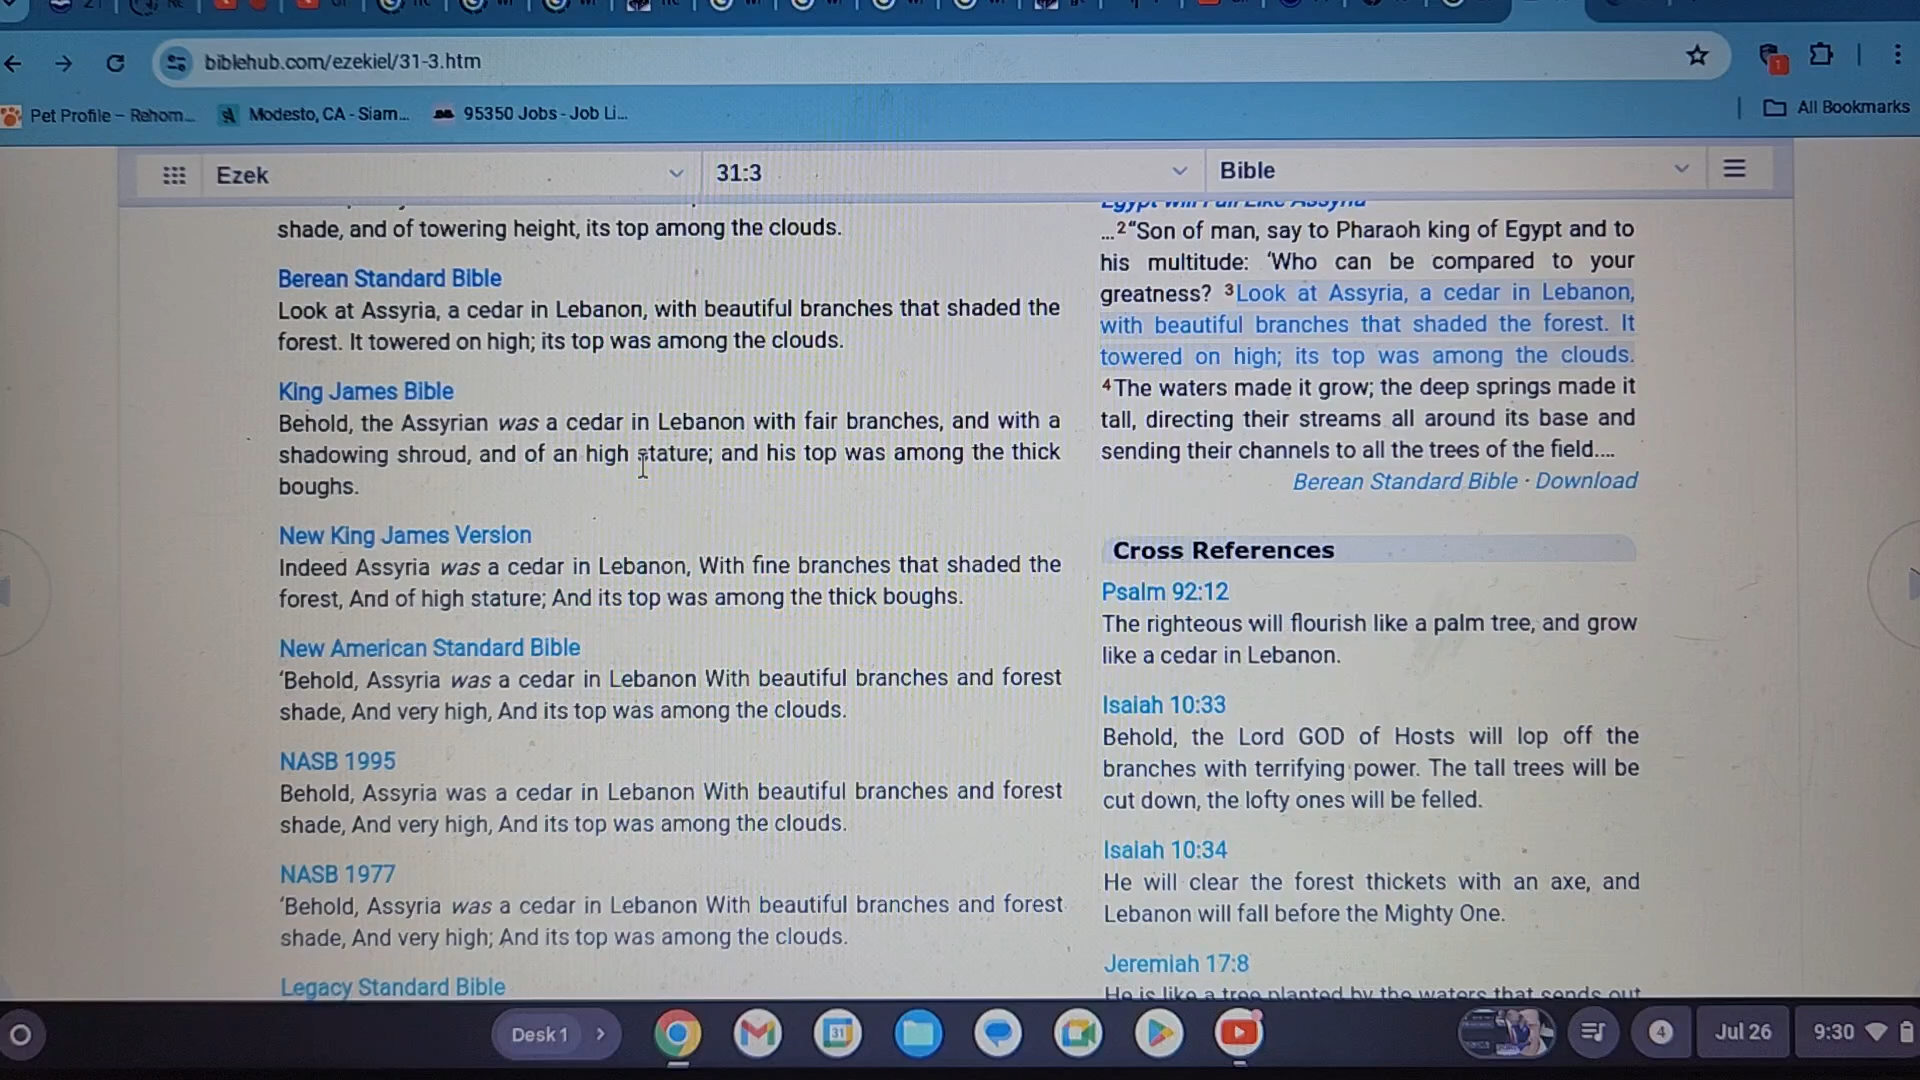 biblehub.com/ezekiel/31-3.htm
1
Pet Profile – Rehom...
Modesto, CA - Siam...
95350 Jobs - Job Li...
All Bookmarks
Ezek
31:3
Bible
shade, and of towering height, its top among the clouds.
Berean Standard Bible
Look at Assyria, a cedar in Lebanon, with beautiful branches that shaded the
forest. It towered on high; its top was among the clouds.
King James Bible
Behold, the Assyrian was a cedar in Lebanon with fair branches, and with a
shadowing shroud, and of an high stature; and his top was among the thick
boughs.
New King James Version
Indeed Assyria was a cedar in Lebanon, With fine branches that shaded the
forest, And of high stature; And its top was among the thick boughs.
New American Standard Bible
‘Behold, Assyria was a cedar in Lebanon With beautiful branches and forest
shade, And very high, And its top was among the clouds.
NASB 1995
Behold, Assyria was a cedar in Lebanon With beautiful branches and forest
shade, And very high, And its top was among the clouds.
NASB 1977
‘Behold, Assyria was a cedar in Lebanon With beautiful branches and forest
shade, And very high; And its top was among the clouds.
Legacy Standard Bible
Egypt Will Fall Like Assyria
...2“Son of man, say to Pharaoh king of Egypt and to
his multitude: ‘Who can be compared to your
greatness? 3Look at Assyria, a cedar in Lebanon,
with beautiful branches that shaded the forest. It
towered on high; its top was among the clouds.
4The waters made it grow; the deep springs made it
tall, directing their streams all around its base and
sending their channels to all the trees of the field....
Berean Standard Bible · Download
Cross References
Psalm 92:12
The righteous will flourish like a palm tree, and grow
like a cedar in Lebanon.
Isaiah 10:33
Behold, the Lord GOD of Hosts will lop off the
branches with terrifying power. The tall trees will be
cut down, the lofty ones will be felled.
Isaiah 10:34
He will clear the forest thickets with an axe, and
Lebanon will fall before the Mighty One.
Jeremiah 17:8
He is like a tree planted by the waters that sends out
Desk 1
31
4
Jul 26
9:30